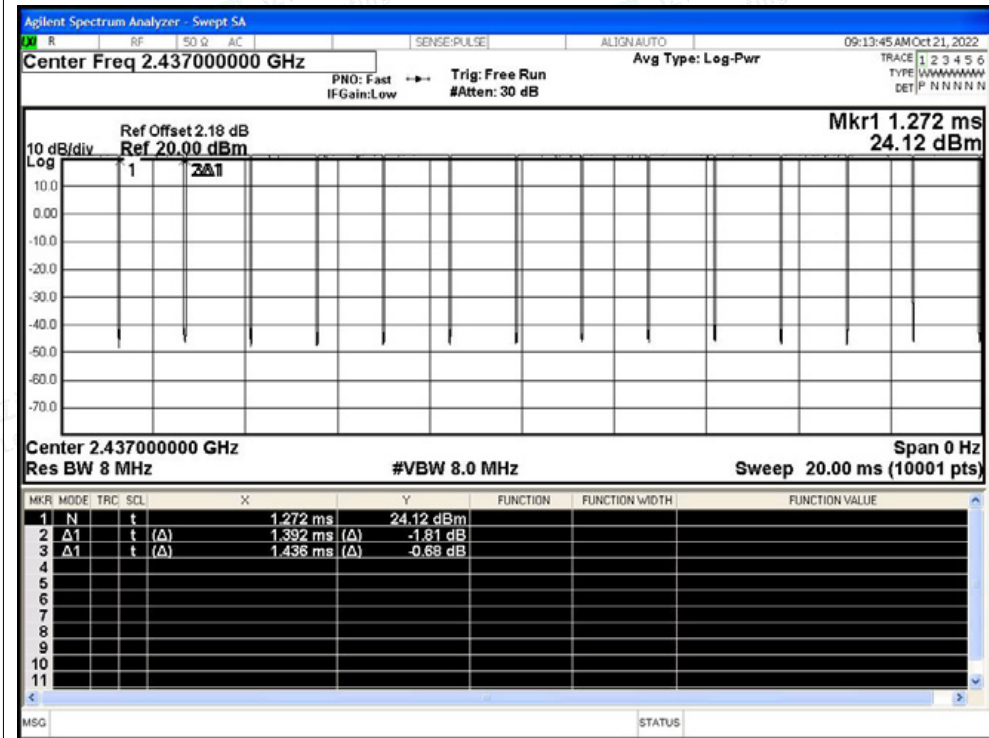 Agilent Spectrum Analyzer - Swept SA
R RF 50 Ω AC SENSE:PULSE ALIGNAUTO 09:13:45 AM Oct 21, 2022
Center Freq 2.437000000 GHz Avg Type: Log-Pwr TRACE 1 2 3 4 5 6
PNO: Fast Trig: Free Run TYPE WWWWWW
IFGain:Low #Atten: 30 dB DET P N N N N N
Mkr1 1.272 ms
Ref Offset 2.18 dB
10 dB/div Ref 20.00 dBm 24.12 dBm
Log
1 2Δ1
10.0
0.00
-10.0
-20.0
-30.0
-40.0
-50.0
-60.0
-70.0
Center 2.437000000 GHz Span 0 Hz
Res BW 8 MHz #VBW 8.0 MHz Sweep 20.00 ms (10001 pts)
MKR MODE TRC SCL X Y FUNCTION FUNCTION WIDTH FUNCTION VALUE
1 N t 1.272 ms 24.12 dBm
2 Δ1 t (Δ) 1.392 ms (Δ) -1.81 dB
3 Δ1 t (Δ) 1.436 ms (Δ) -0.68 dB
4
5
6
7
8
9
10
11
MSG STATUS